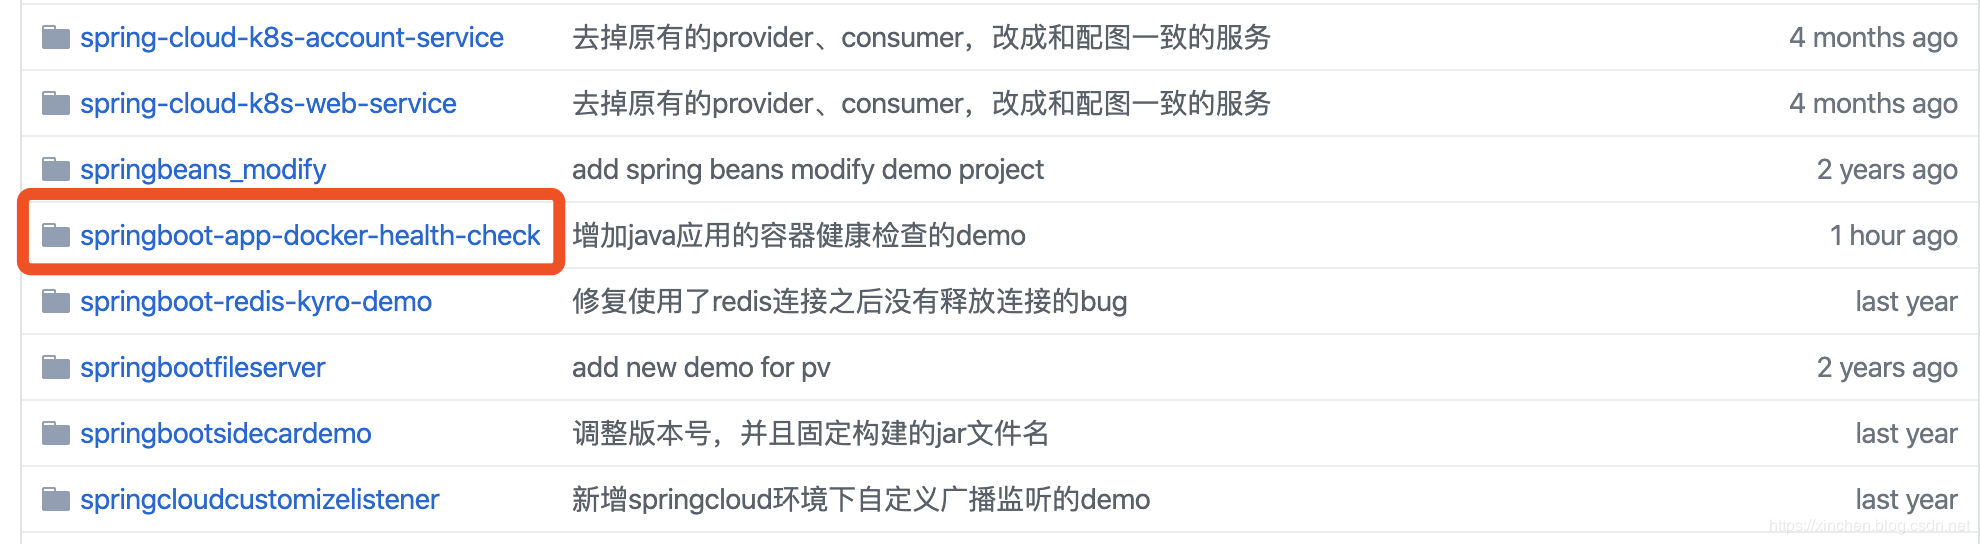 spring-cloud-k8s-account-service 去掉原有的provider、consumer，改成和配图一致的服务 4 months ago
spring-cloud-k8s-web-service 去掉原有的provider、consumer，改成和配图一致的服务 4 months ago
springbeans_modify add spring beans modify demo project 2 years ago
springboot-app-docker-health-check 增加java应用的容器健康检查的demo 1 hour ago
springboot-redis-kyro-demo 修复使用了redis连接之后没有释放连接的bug last year
springbootfileserver add new demo for pv 2 years ago
springbootsidecardemo 调整版本号，并且固定构建的jar文件名 last year
springcloudcustomizelistener 新增springcloud环境下自定义广播监听的demo last year
https://xinchen.blog.csdn.net